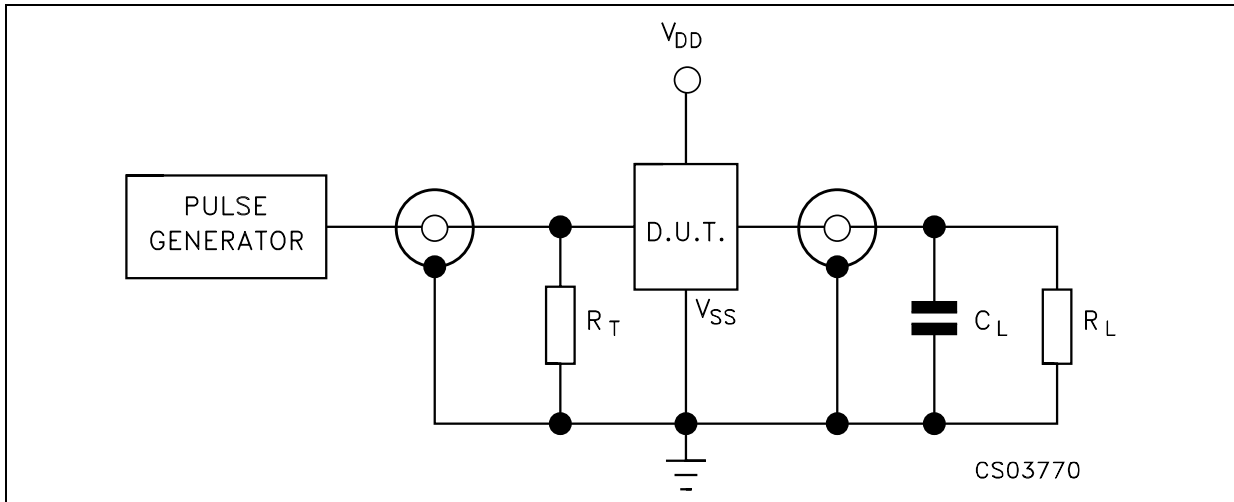 VDD
PULSE
GENERATOR
D.U.T.
VSS
RT
CL
RL
CS03770